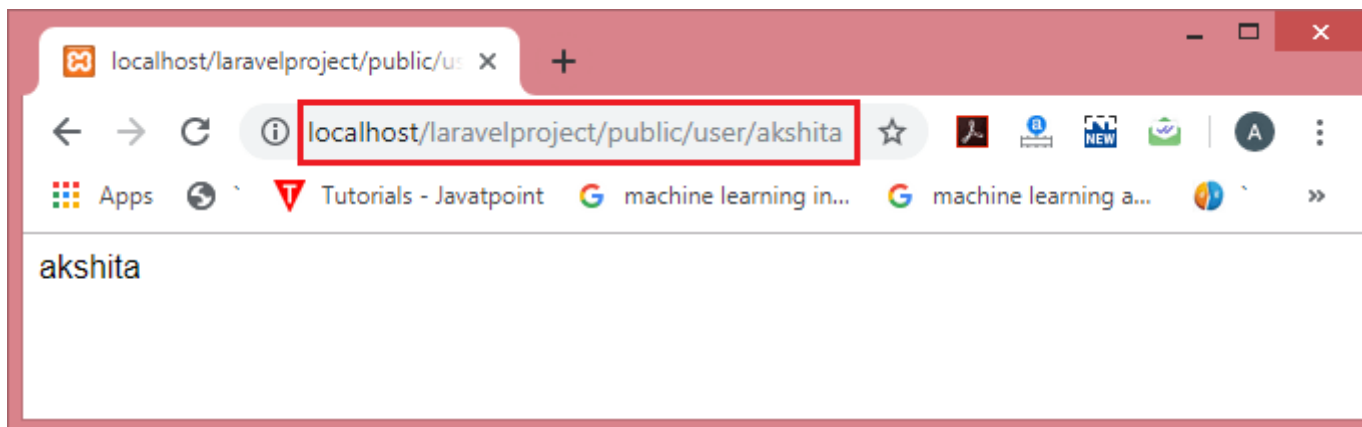 localhost/laravelproject/public/us
localhost/laravelproject/public/user/akshita
a
NEW
A
Apps
`
T
Tutorials - Javatpoint
G
machine learning in...
G
machine learning a...
`
»
akshita